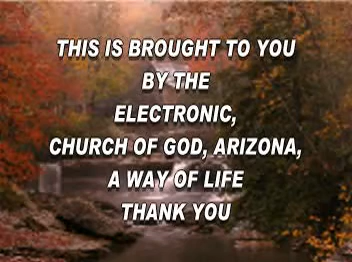 THIS IS BROUGHT TO YOU
BY THE
ELECTRONIC,
CHURCH OF GOD, ARIZONA,
A WAY OF LIFE
THANK YOU